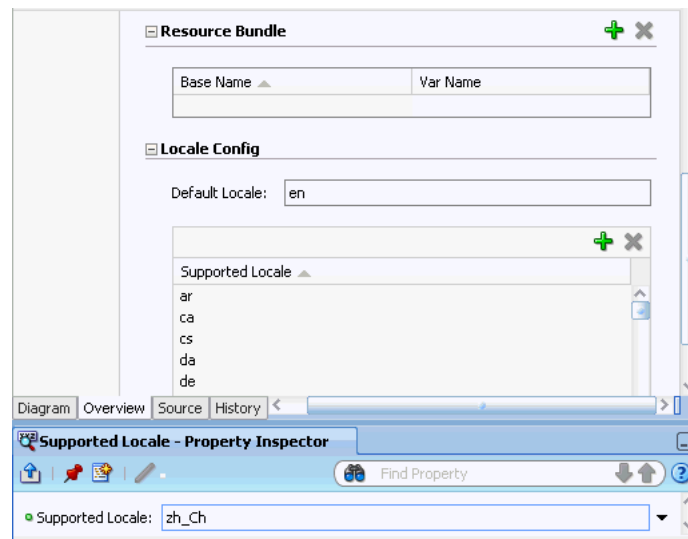 Resource Bundle
Base Name Var Name
Locale Config
Default Locale: en
Supported Locale
ar
ca
cs
da
de
Diagram Overview Source History
Supported Locale - Property Inspector
Find Property
Supported Locale: zh_Ch